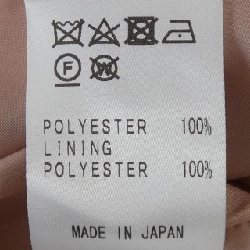 F W
POLYESTER 100%
LINING
POLYESTER 100%
MADE IN JAPAN